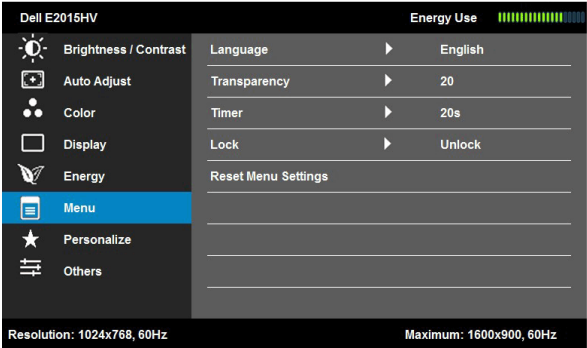 Dell E2015HV Energy Use
Brightness / Contrast Language English
Auto Adjust Transparency 20
Color Timer 20s
Display Lock Unlock
Energy Reset Menu Settings
Menu
Personalize
Others
Resolution: 1024x768, 60Hz Maximum: 1600x900, 60Hz